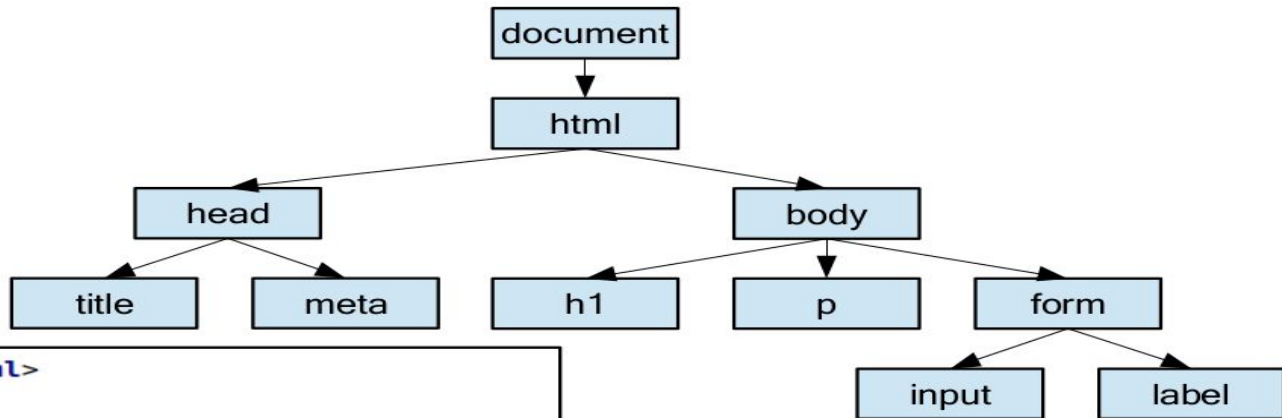 document
html
head body
title meta h1 p form
l>
input label